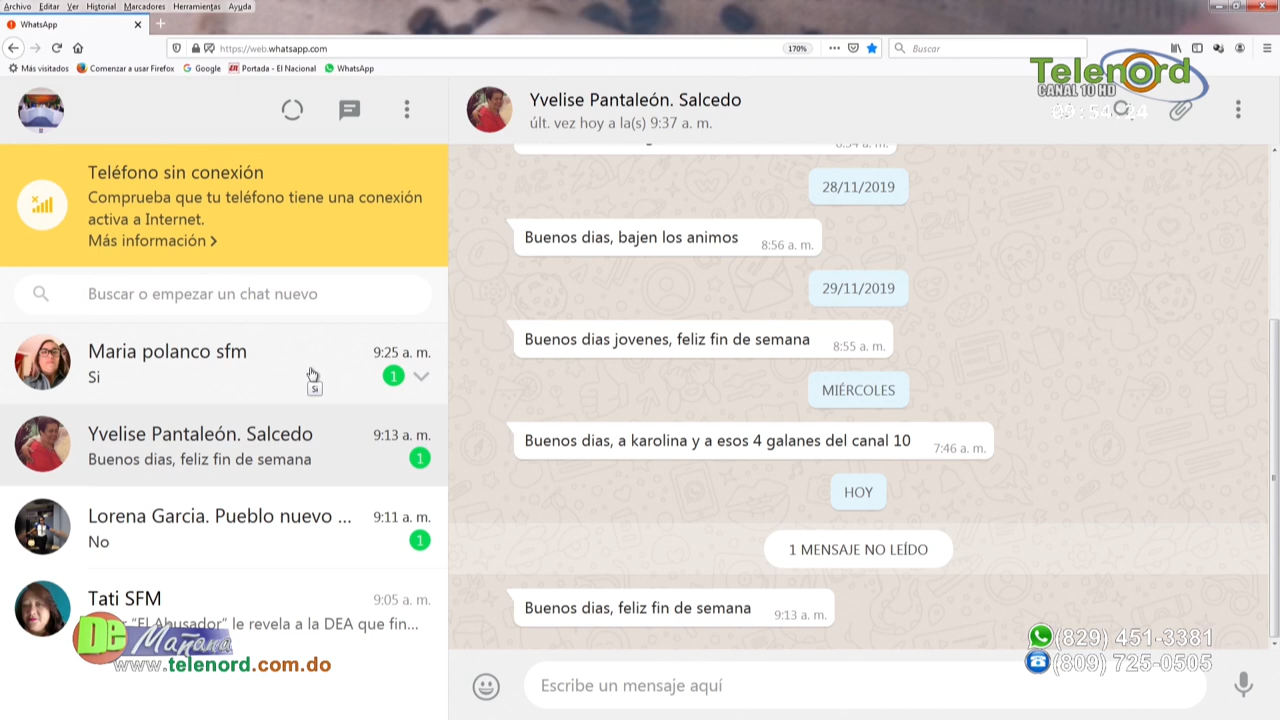 Archivo Editar Ver Historial Marcadores Herramientas Ayuda
WhatsApp
https://web.whatsapp.com
170%
Buscar
Más visitados Comenzar a usar Firefox Google Portada - El Nacional WhatsApp
Telenord
CANAL 10 HD
09:54:24
Yvelise Pantaleón. Salcedo
últ. vez hoy a la(s) 9:37 a. m.
Teléfono sin conexión
Comprueba que tu teléfono tiene una conexión
activa a Internet.
Más información >
Buscar o empezar un chat nuevo
Maria polanco sfm 9:25 a. m.
Si 1
Si
Yvelise Pantaleón. Salcedo 9:13 a. m.
Buenos dias, feliz fin de semana 1
Lorena Garcia. Pueblo nuevo ... 9:11 a. m.
No 1
Tati SFM 9:05 a. m.
"El Abusador" le revela a la DEA que fin...
De Mañana
www.telenord.com.do
28/11/2019
Buenos dias, bajen los animos 8:56 a. m.
29/11/2019
Buenos dias jovenes, feliz fin de semana 8:55 a. m.
MIÉRCOLES
Buenos dias, a karolina y a esos 4 galanes del canal 10 7:46 a. m.
HOY
1 MENSAJE NO LEÍDO
Buenos dias, feliz fin de semana 9:13 a. m.
(829) 451-3381
(809) 725-0505
Escribe un mensaje aquí